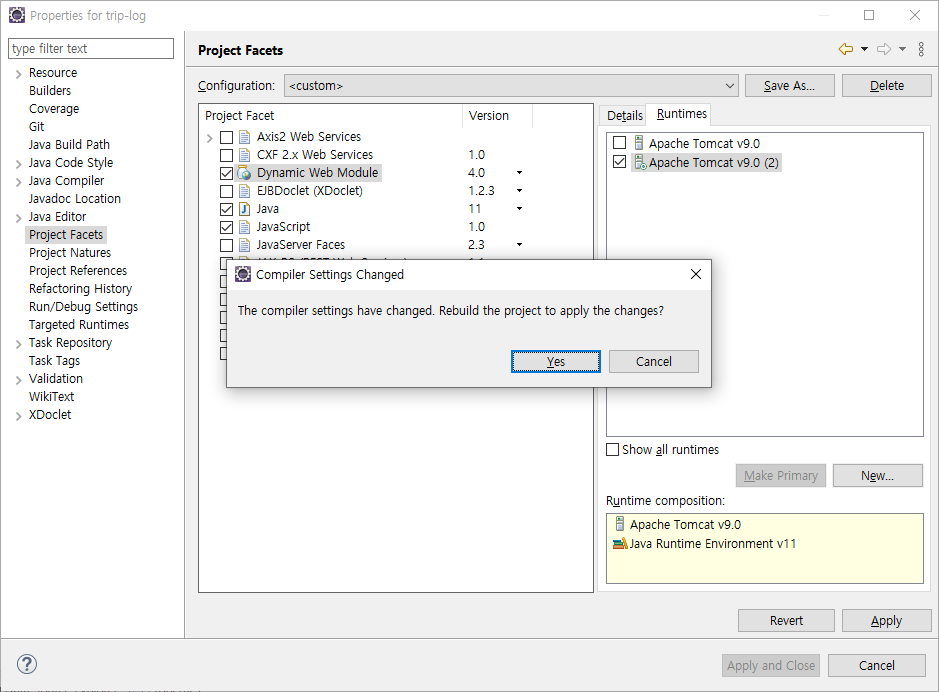 Properties for trip-log
type filter text
Resource
Builders
Coverage
Git
Java Build Path
Java Code Style
Java Compiler
Javadoc Location
Java Editor
Project Facets
Project Natures
Project References
Refactoring History
Run/Debug Settings
Targeted Runtimes
Task Repository
Task Tags
Validation
WikiText
XDoclet
Project Facets
Configuration: <custom> Save As... Delete
Project Facet Version
Axis2 Web Services
CXF 2.x Web Services 1.0
Dynamic Web Module 4.0
EJBDoclet (XDoclet) 1.2.3
Java 11
JavaScript 1.0
JavaServer Faces 2.3
Details Runtimes
Apache Tomcat v9.0
Apache Tomcat v9.0 (2)
Compiler Settings Changed
The compiler settings have changed. Rebuild the project to apply the changes?
Yes Cancel
Show all runtimes
Make Primary New...
Runtime composition:
Apache Tomcat v9.0
Java Runtime Environment v11
Revert Apply
Apply and Close Cancel